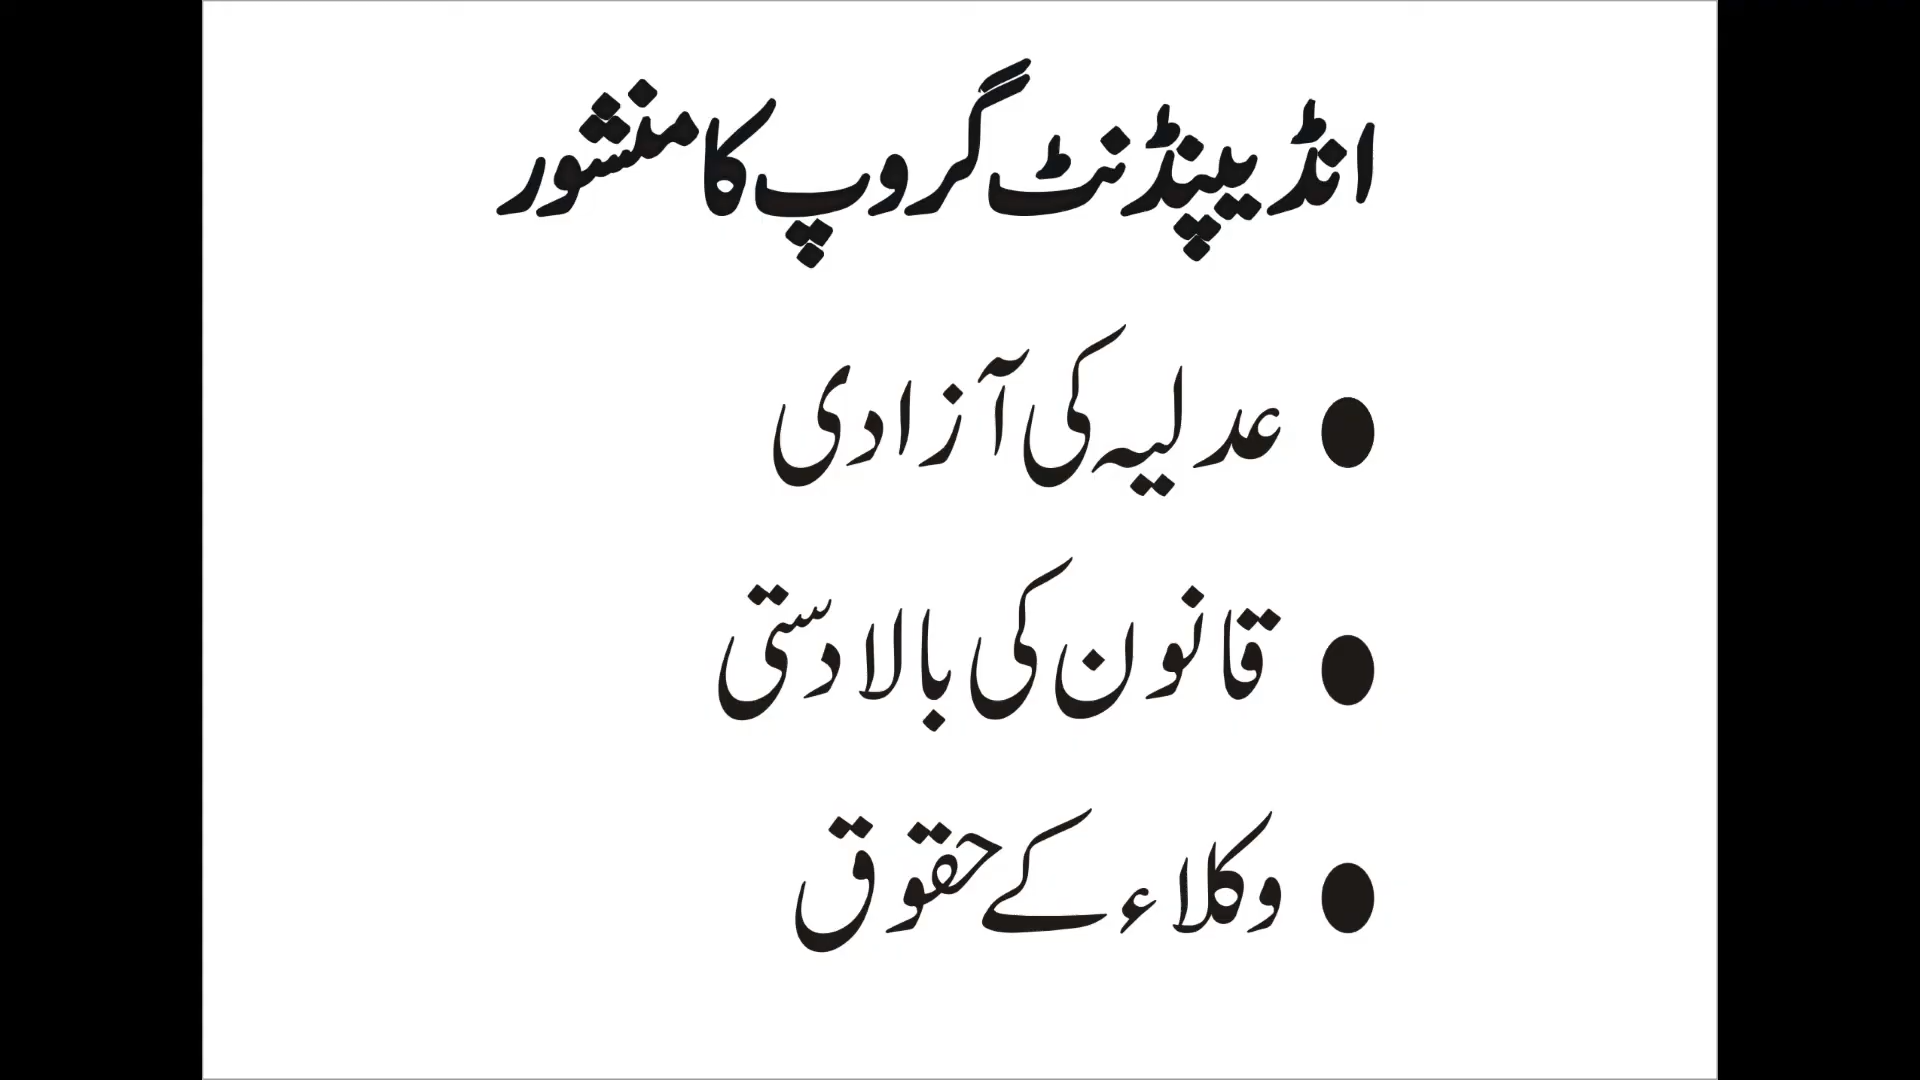 انڈیپنڈنٹ گروپ کا منشور
● عدلیہ کی آزادی
● قانون کی بالادستی
● وکلاء کے حقوق